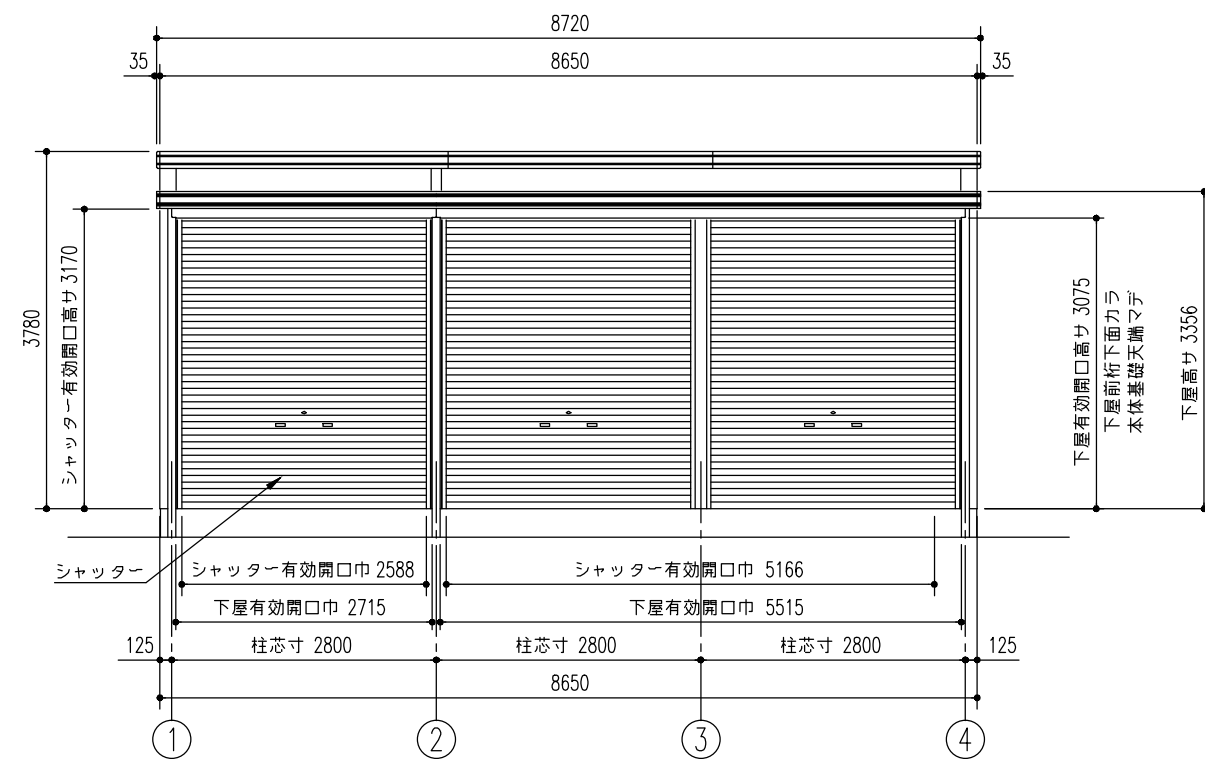 8720
35
8650
35
3780
シャッター有効開口高サ 3170
下屋有効開口高サ 3075
下屋前桁下面カラ
本体基礎天端マデ
下屋高サ 3356
シャッター
シャッター有効開口巾 2588
シャッター有効開口巾 5166
下屋有効開口巾 2715
下屋有効開口巾 5515
125
柱芯寸 2800
柱芯寸 2800
柱芯寸 2800
125
8650
1
2
3
4